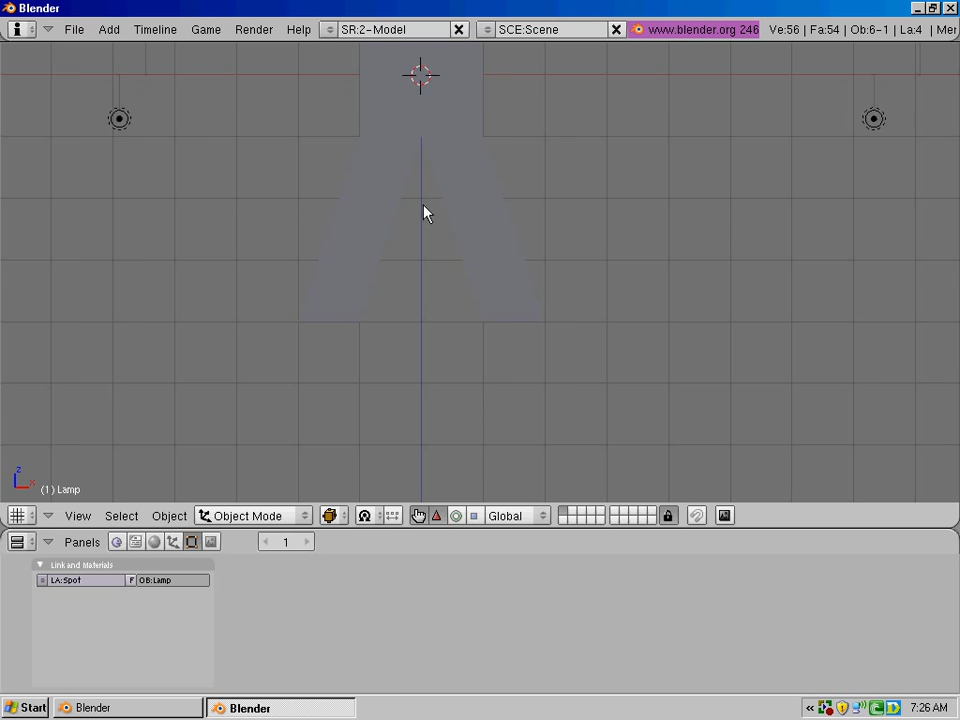 Blender
File Add Timeline Game Render Help SR:2-Model SCE:Scene www.blender.org 246 Ve:56 | Fa:54 | Ob:6-1 | La:4 | Mer
z
x
(1) Lamp
View Select Object Object Mode Global
Panels 1
Link and Materials
LA:Spot F OB:Lamp
Start Blender Blender « 7:26 AM